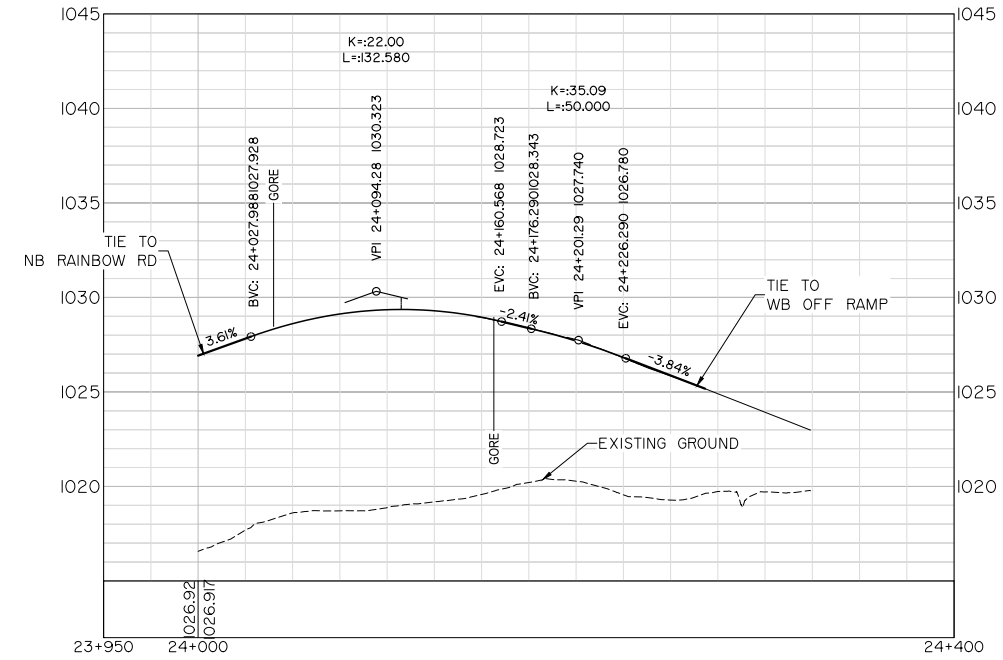 1045
1045
K=:22.00
L=:132.580
K=:35.09
L=:50.000
1040
1040
BVC: 24+027.988 1027.928
GORE
VPI 24+094.28 1030.323
EVC: 24+160.568 1028.723
BVC: 24+176.290 1028.343
VPI 24+201.29 1027.740
EVC: 24+226.290 1026.780
1035
1035
TIE TO
NB RAINBOW RD
1030
1030
TIE TO
WB OFF RAMP
3.61%
-2.41%
-3.84%
1025
1025
GORE
EXISTING GROUND
1020
1020
1026.92
1026.917
23+950
24+000
24+400